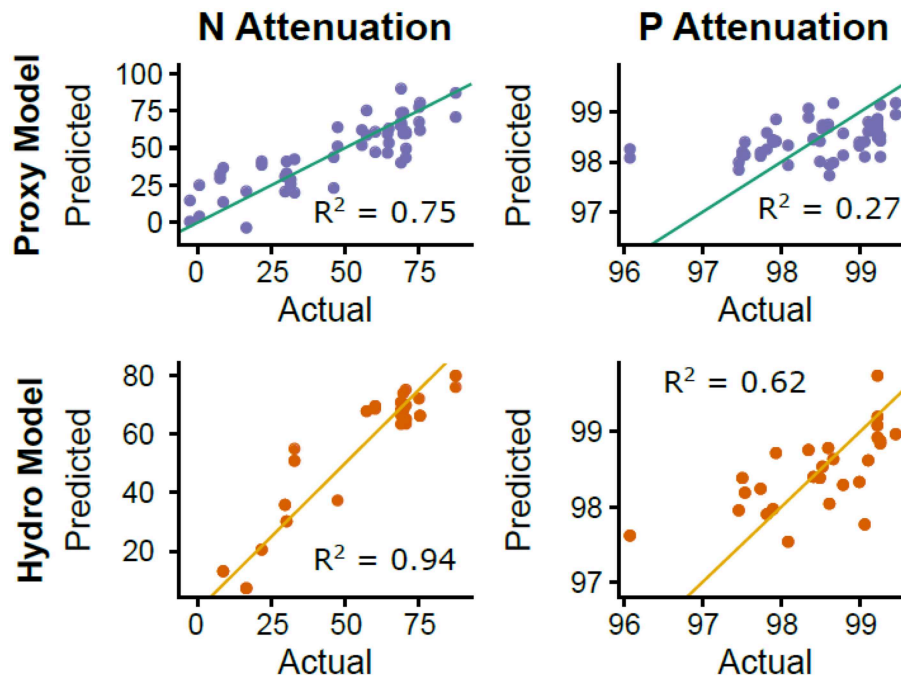 N Attenuation
P Attenuation
Proxy Model
Predicted
100
75
50
25
0
R² = 0.75
0
25
50
75
Actual
Predicted
99
98
97
R² = 0.27
96
97
98
99
Actual
Hydro Model
Predicted
80
60
40
20
R² = 0.94
0
25
50
75
Actual
Predicted
99
98
97
R² = 0.62
96
97
98
99
Actual